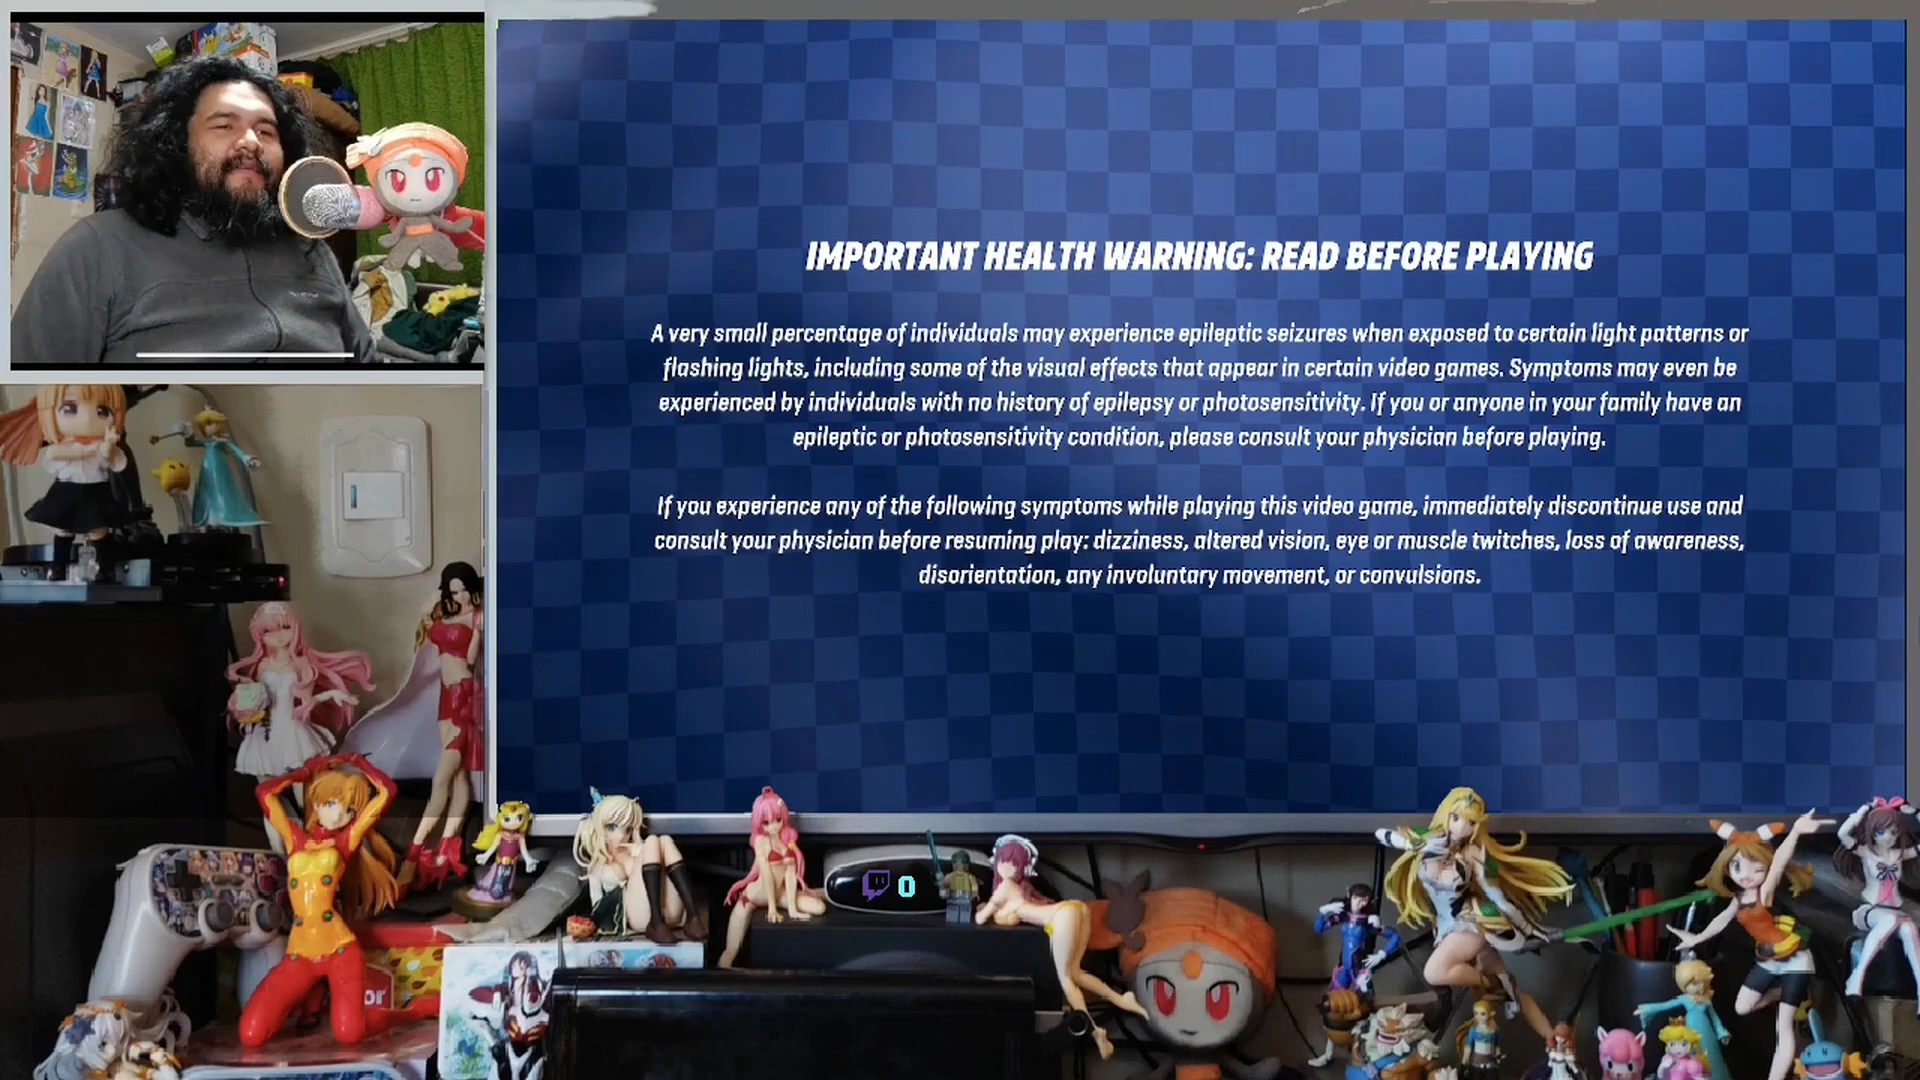 IMPORTANT HEALTH WARNING: READ BEFORE PLAYING
A very small percentage of individuals may experience epileptic seizures when exposed to certain light patterns or
flashing lights, including some of the visual effects that appear in certain video games. Symptoms may even be
experienced by individuals with no history of epilepsy or photosensitivity. If you or anyone in your family have an
epileptic or photosensitivity condition, please consult your physician before playing.
If you experience any of the following symptoms while playing this video game, immediately discontinue use and
consult your physician before resuming play: dizziness, altered vision, eye or muscle twitches, loss of awareness,
disorientation, any involuntary movement, or convulsions.
0
or